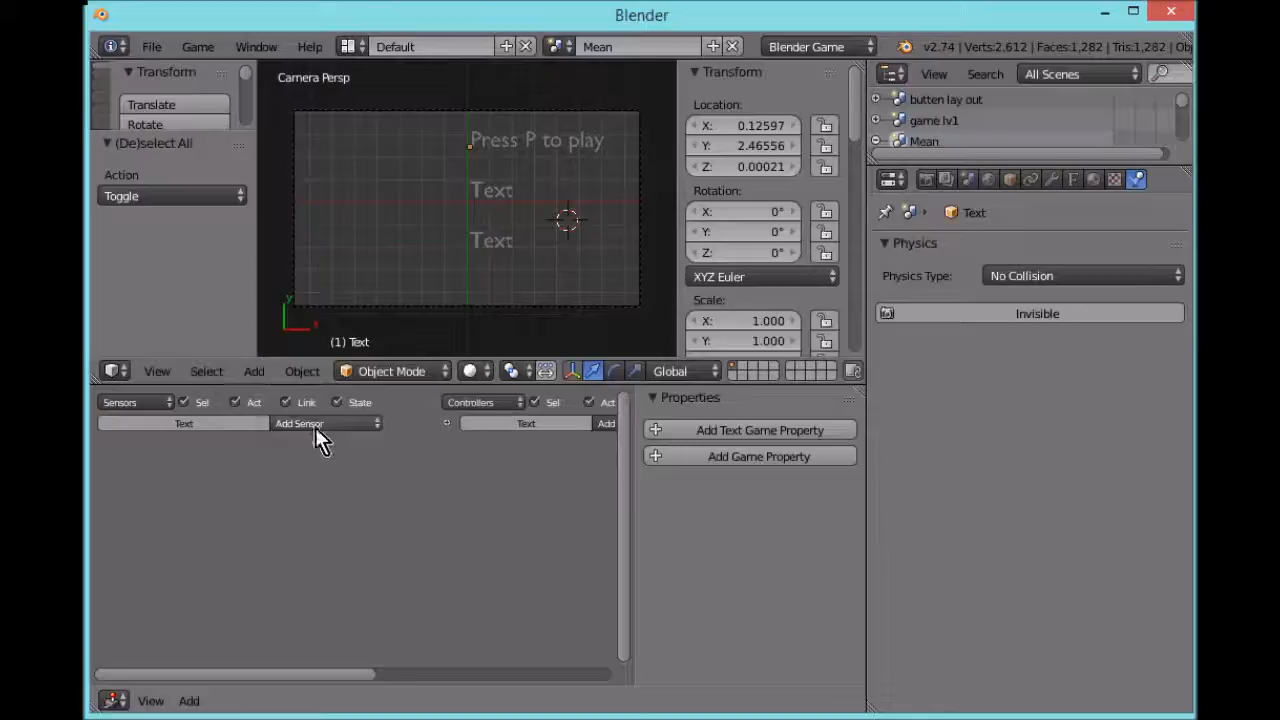 Blender
File Game Window Help Default Mean Blender Game v2.74 | Verts:2,612 | Faces:1,282 | Tris:1,282 | Ob
Transform
Translate
Rotate
(De)select All
Action
Toggle
Camera Persp
Press P to play
Text
Text
y
x
(1) Text
Transform
Location:
X: 0.12597
Y: 2.46556
Z: 0.00021
Rotation:
X: 0°
Y: 0°
Z: 0°
XYZ Euler
Scale:
X: 1.000
Y: 1.000
View Search All Scenes
butten lay out
game lv1
Mean
Text
Physics
Physics Type: No Collision
Invisible
View Select Add Object Object Mode Global
Sensors Sel Act Link State Controllers Sel Act
Text Add Sensor Text Add
Properties
Add Text Game Property
Add Game Property
View Add